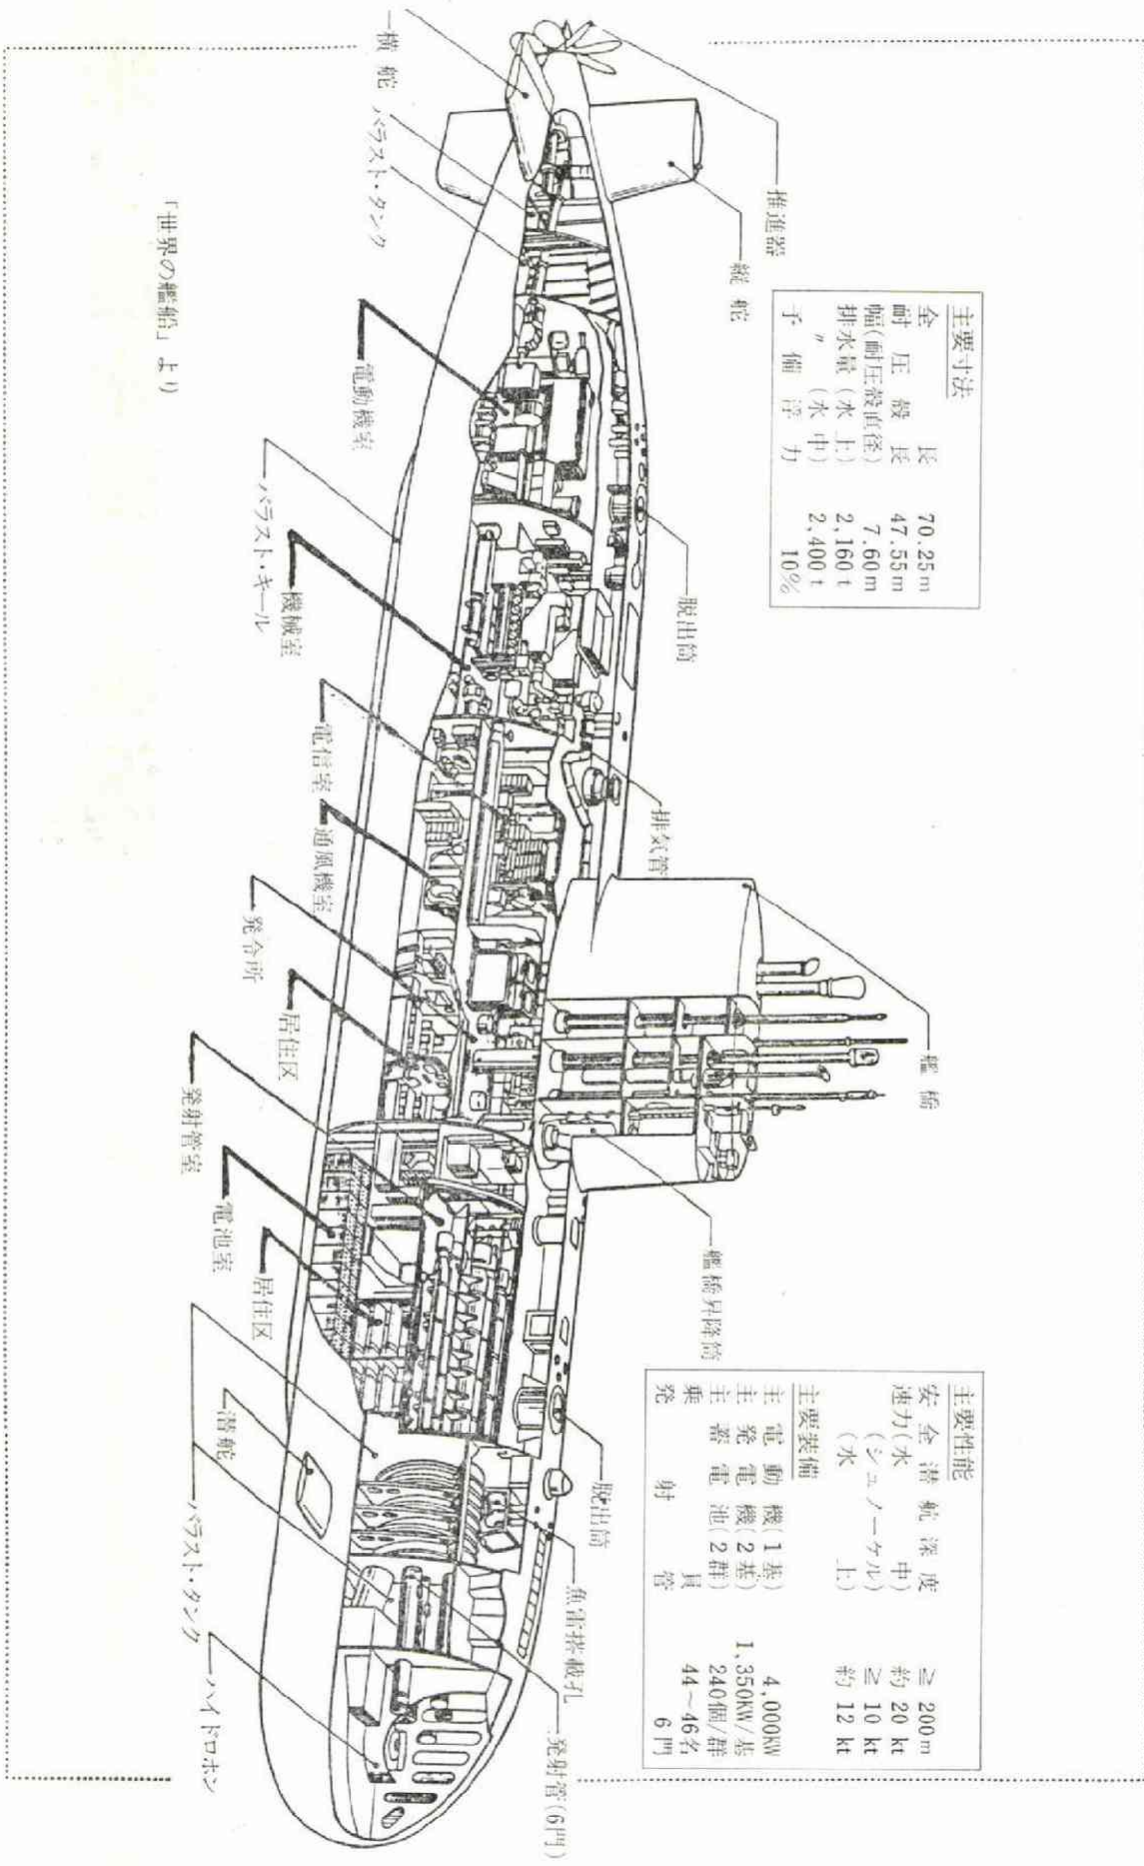 主要寸法
全長 70.25m
耐圧殻長 47.55m
幅(耐圧殻直径) 7.60m
排水量(水上) 2,160t
〃 (水中) 2,400t
予備浮力 10%
主要性能
安全潜航深度 ≧ 200m
速力(水中) 約 20 kt
(シュノーケル) ≧ 10 kt
(水上) 約 12 kt
主要装備
主電動機(1基) 4,000KW
主発電機(2基) 1,350KW/基
主蓄電池(2群) 240個/群
乗員 44～46名
発射管 6門
推進器
縦舵
脱出筒
排気管
艦橋
艦橋昇降筒
脱出筒
魚雷搭載孔
発射管(6門)
横舵
バラスト・タンク
電動機室
バラスト・キール
機械室
電信室
通風機室
発令所
居住区
発射管室
電池室
居住区
潜舵
バラスト・タンク
ハイドロホン
「世界の艦船」より